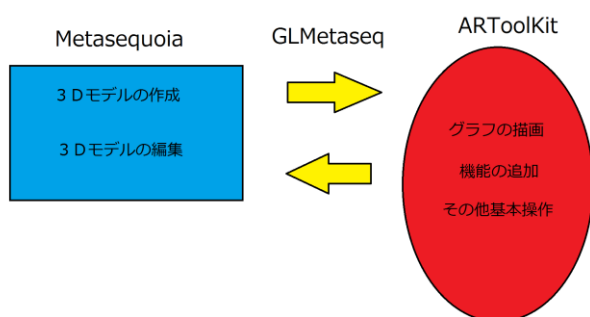 Metasequoia
GLMetaseq
ARToolKit
３Ｄモデルの作成
３Ｄモデルの編集
グラフの描画
機能の追加
その他基本操作